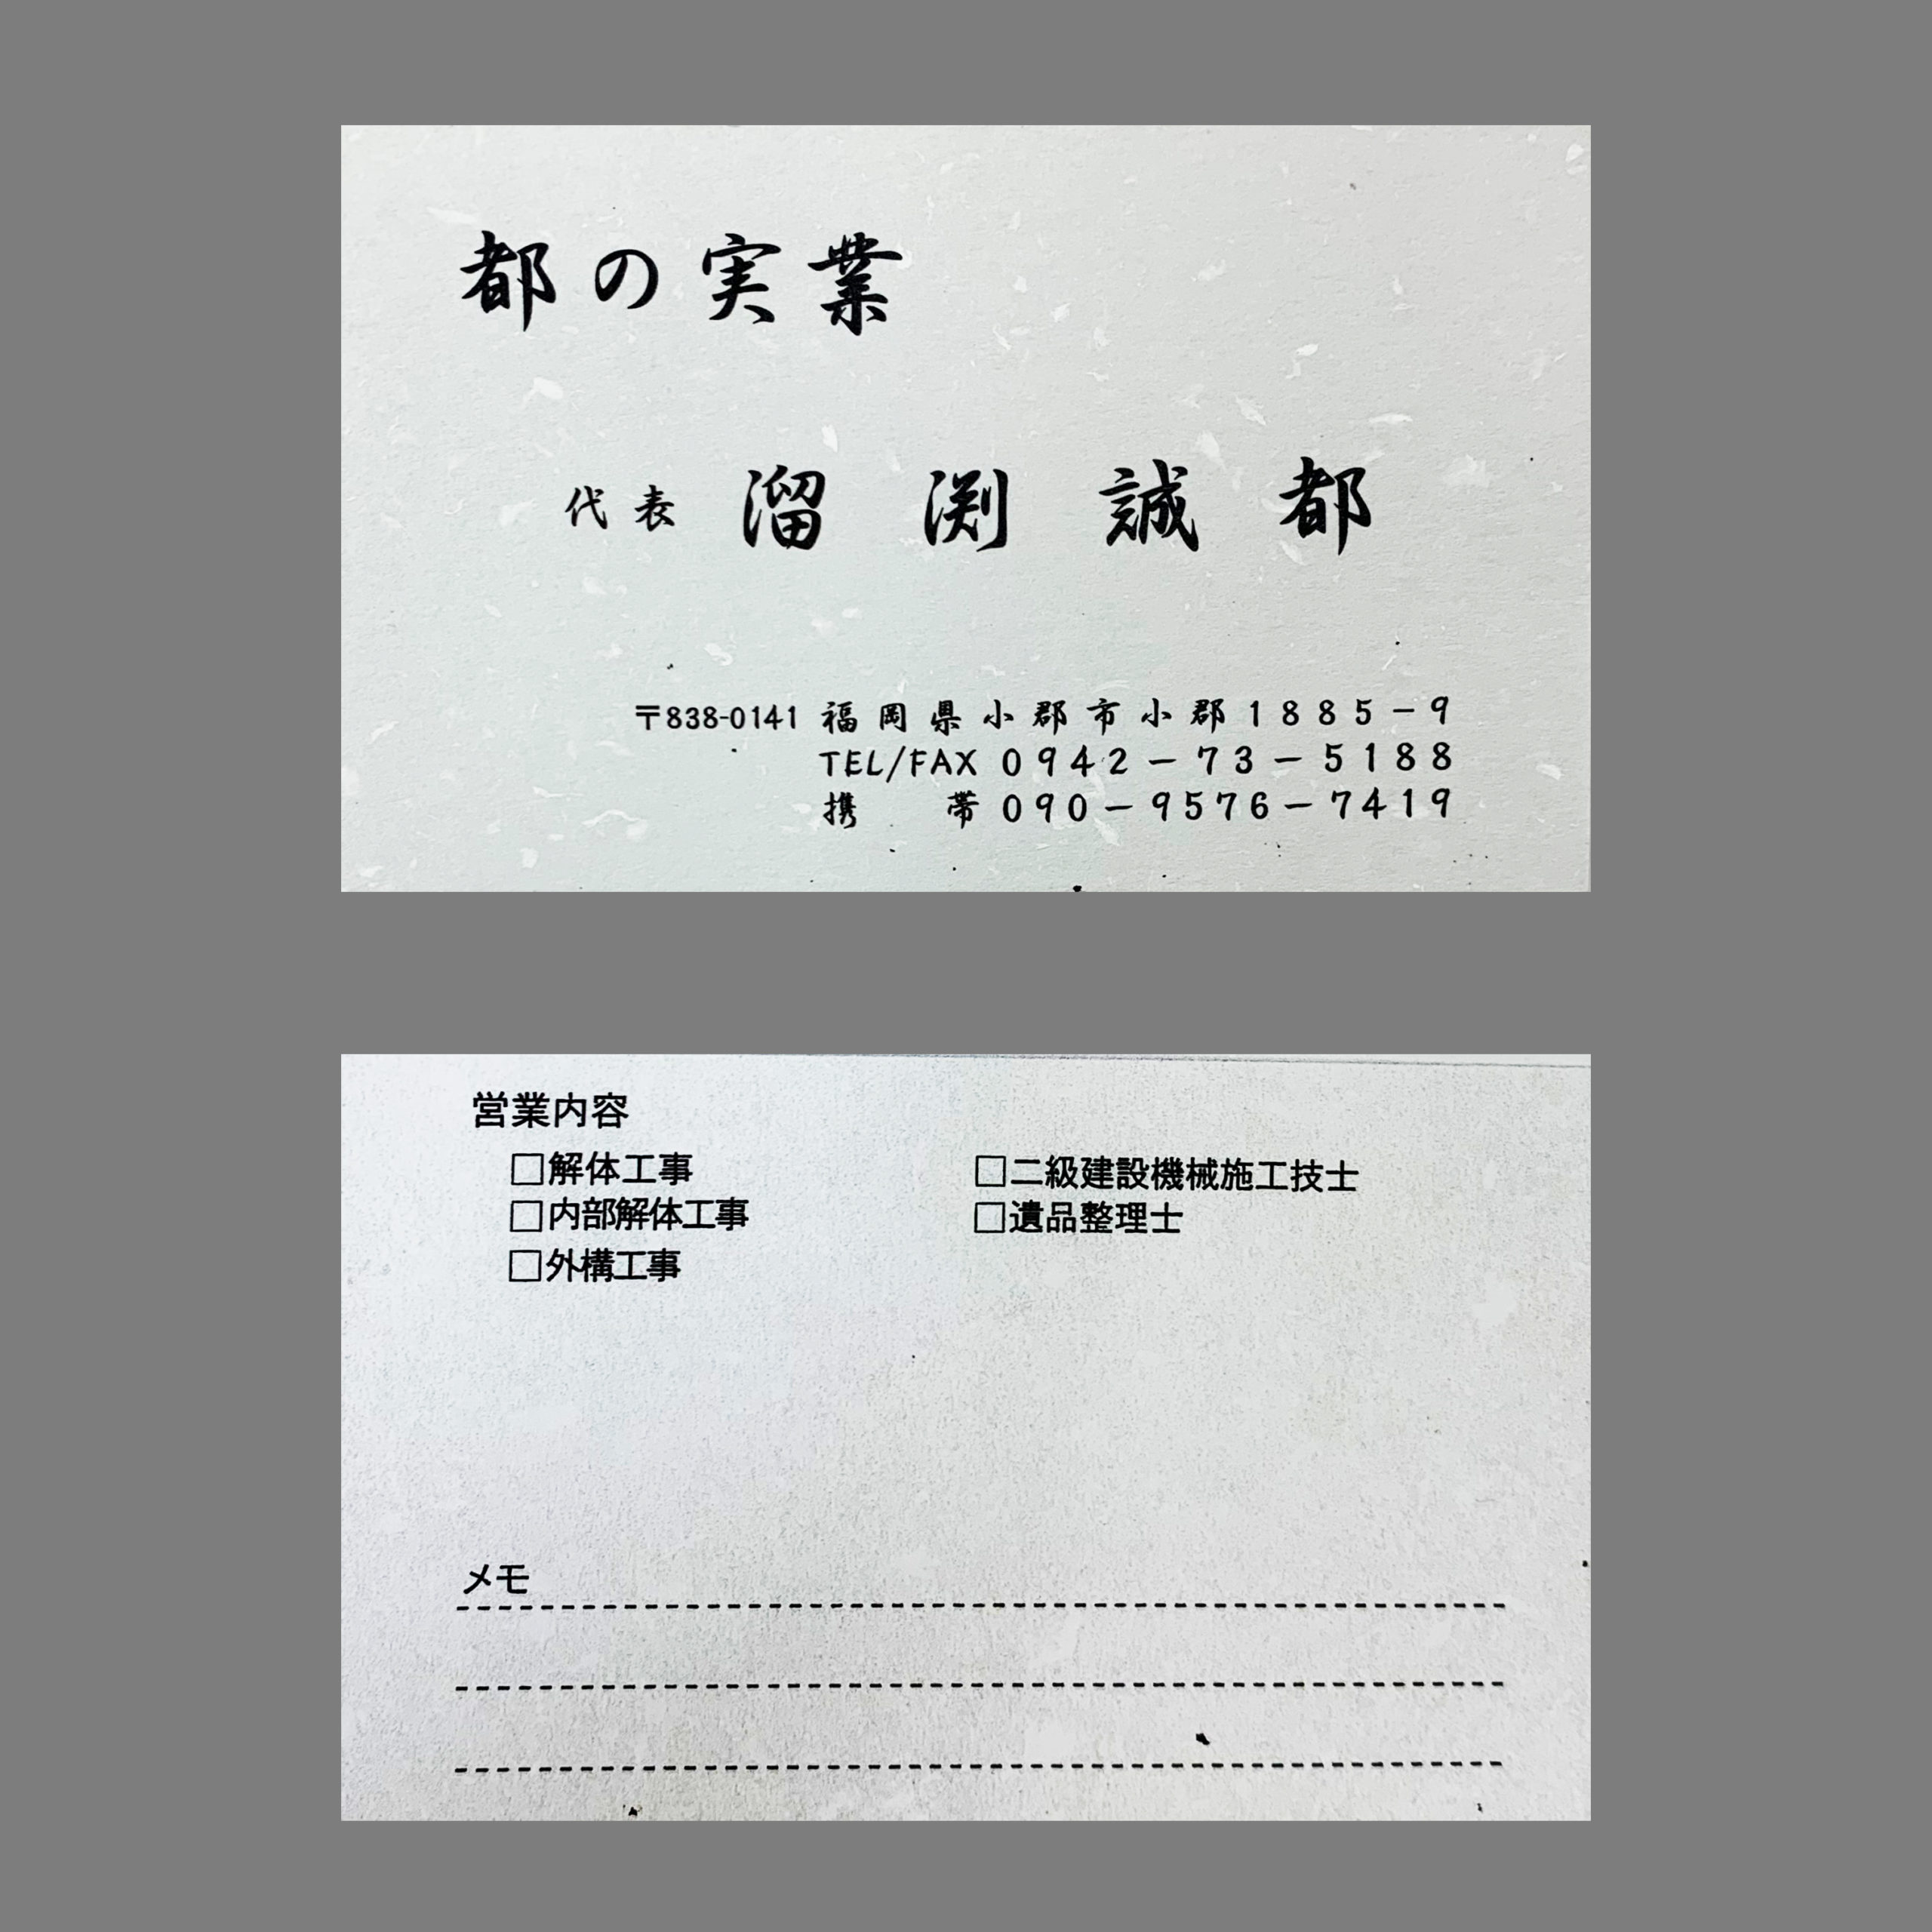 都の実業
代表 溜渕誠都
〒838-0141 福岡県小郡市小郡1885-9
TEL/FAX 0942-73-5188
携帯 090-9576-7419
営業内容
□解体工事 □二級建設機械施工技士
□内部解体工事 □遺品整理士
□外構工事
メモ